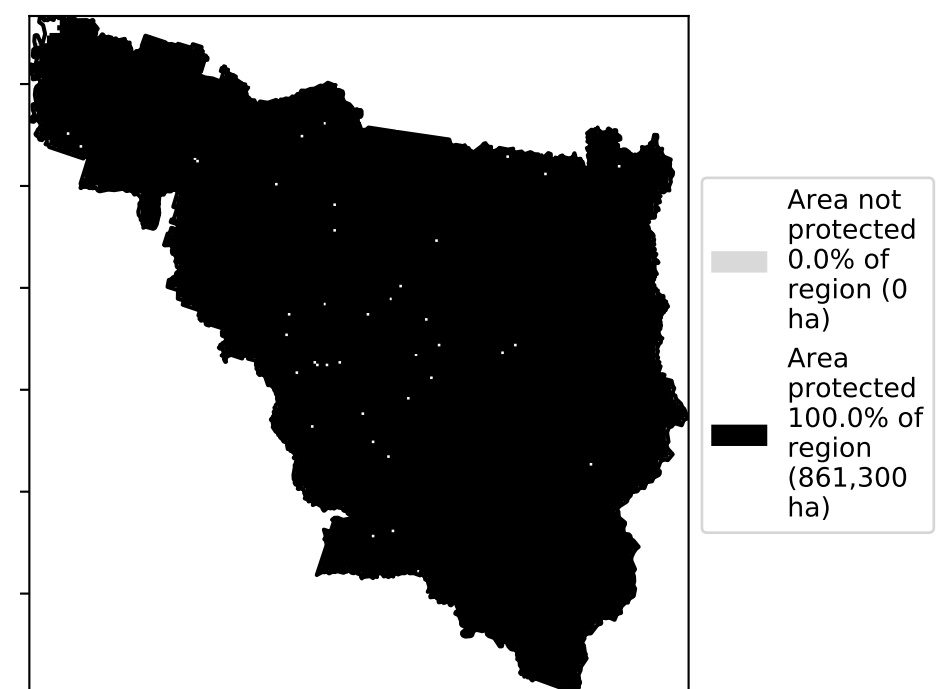 Area not
protected
0.0% of
region (0
ha)
Area
protected
100.0% of
region
(861,300
ha)